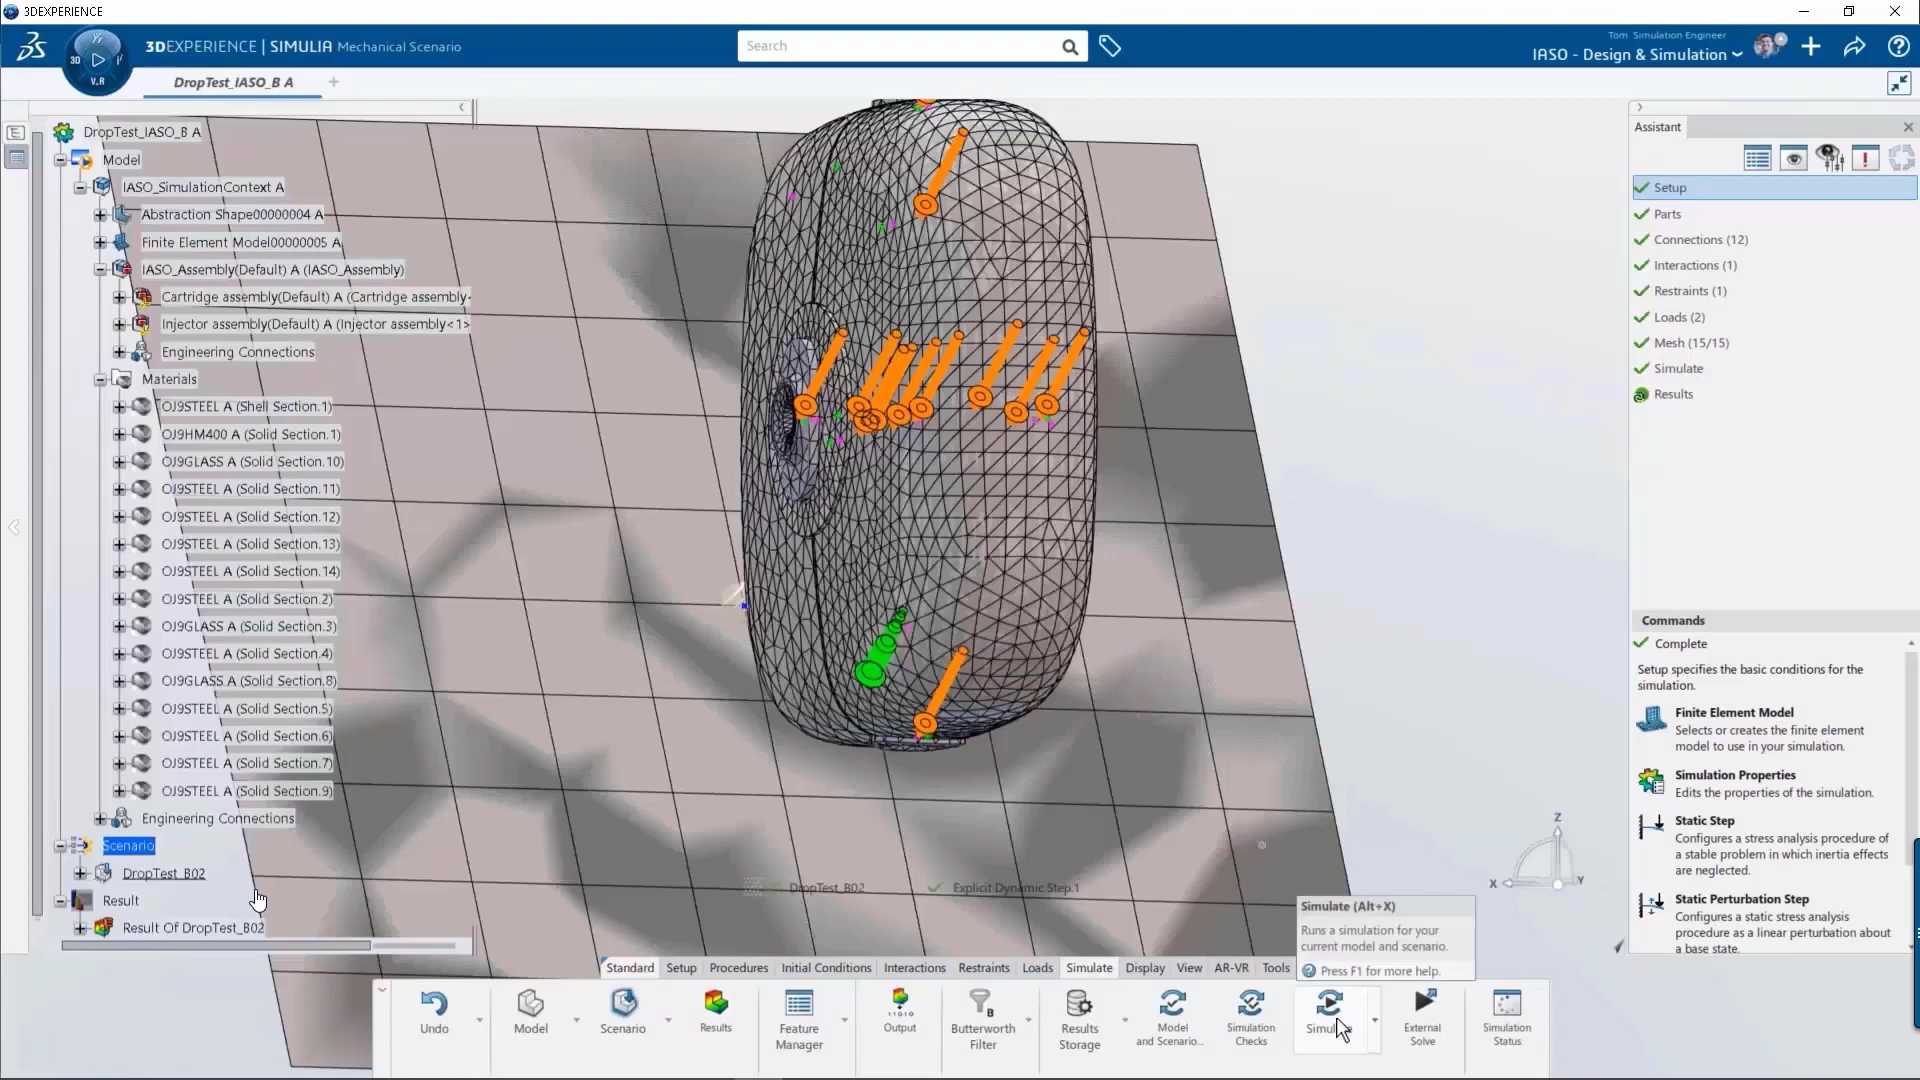 3DEXPERIENCE
3DEXPERIENCE | SIMULIA Mechanical Scenario
3D
V.R
Search
Tom Simulation Engineer
IASO - Design & Simulation
DropTest_IASO_B A
DropTest_IASO_B A
Model
IASO_SimulationContext A
Abstraction Shape00000004 A
Finite Element Model00000005 A
IASO_Assembly(Default) A (IASO_Assembly)
Cartridge assembly(Default) A (Cartridge assembly<
Injector assembly(Default) A (Injector assembly<1>
Engineering Connections
Materials
OJ9STEEL A (Shell Section.1)
OJ9HM400 A (Solid Section.1)
OJ9GLASS A (Solid Section.10)
OJ9STEEL A (Solid Section.11)
OJ9STEEL A (Solid Section.12)
OJ9STEEL A (Solid Section.13)
OJ9STEEL A (Solid Section.14)
OJ9STEEL A (Solid Section.2)
OJ9GLASS A (Solid Section.3)
OJ9STEEL A (Solid Section.4)
OJ9GLASS A (Solid Section.8)
OJ9STEEL A (Solid Section.5)
OJ9STEEL A (Solid Section.6)
OJ9STEEL A (Solid Section.7)
OJ9STEEL A (Solid Section.9)
Engineering Connections
Scenario
DropTest_B02
Result
Result Of DropTest_B02
DropTest_B02
Explicit Dynamic Step.1
Z
X
Y
Assistant
Setup
Parts
Connections (12)
Interactions (1)
Restraints (1)
Loads (2)
Mesh (15/15)
Simulate
Results
Commands
Complete
Setup specifies the basic conditions for the
simulation.
Finite Element Model
Selects or creates the finite element
model to use in your simulation.
Simulation Properties
Edits the properties of the simulation.
Static Step
Configures a stress analysis procedure of
a stable problem in which inertia effects
are neglected.
Static Perturbation Step
Configures a static stress analysis
procedure as a linear perturbation about
a base state.
Simulate (Alt+X)
Runs a simulation for your
current model and scenario.
Press F1 for more help.
Standard
Setup
Procedures
Initial Conditions
Interactions
Restraints
Loads
Simulate
Display
View
AR-VR
Tools
Undo
Model
Scenario
Results
Feature
Manager
Output
Butterworth
Filter
Results
Storage
Model
and Scenario...
Simulation
Checks
Simulate
External
Solve
Simulation
Status